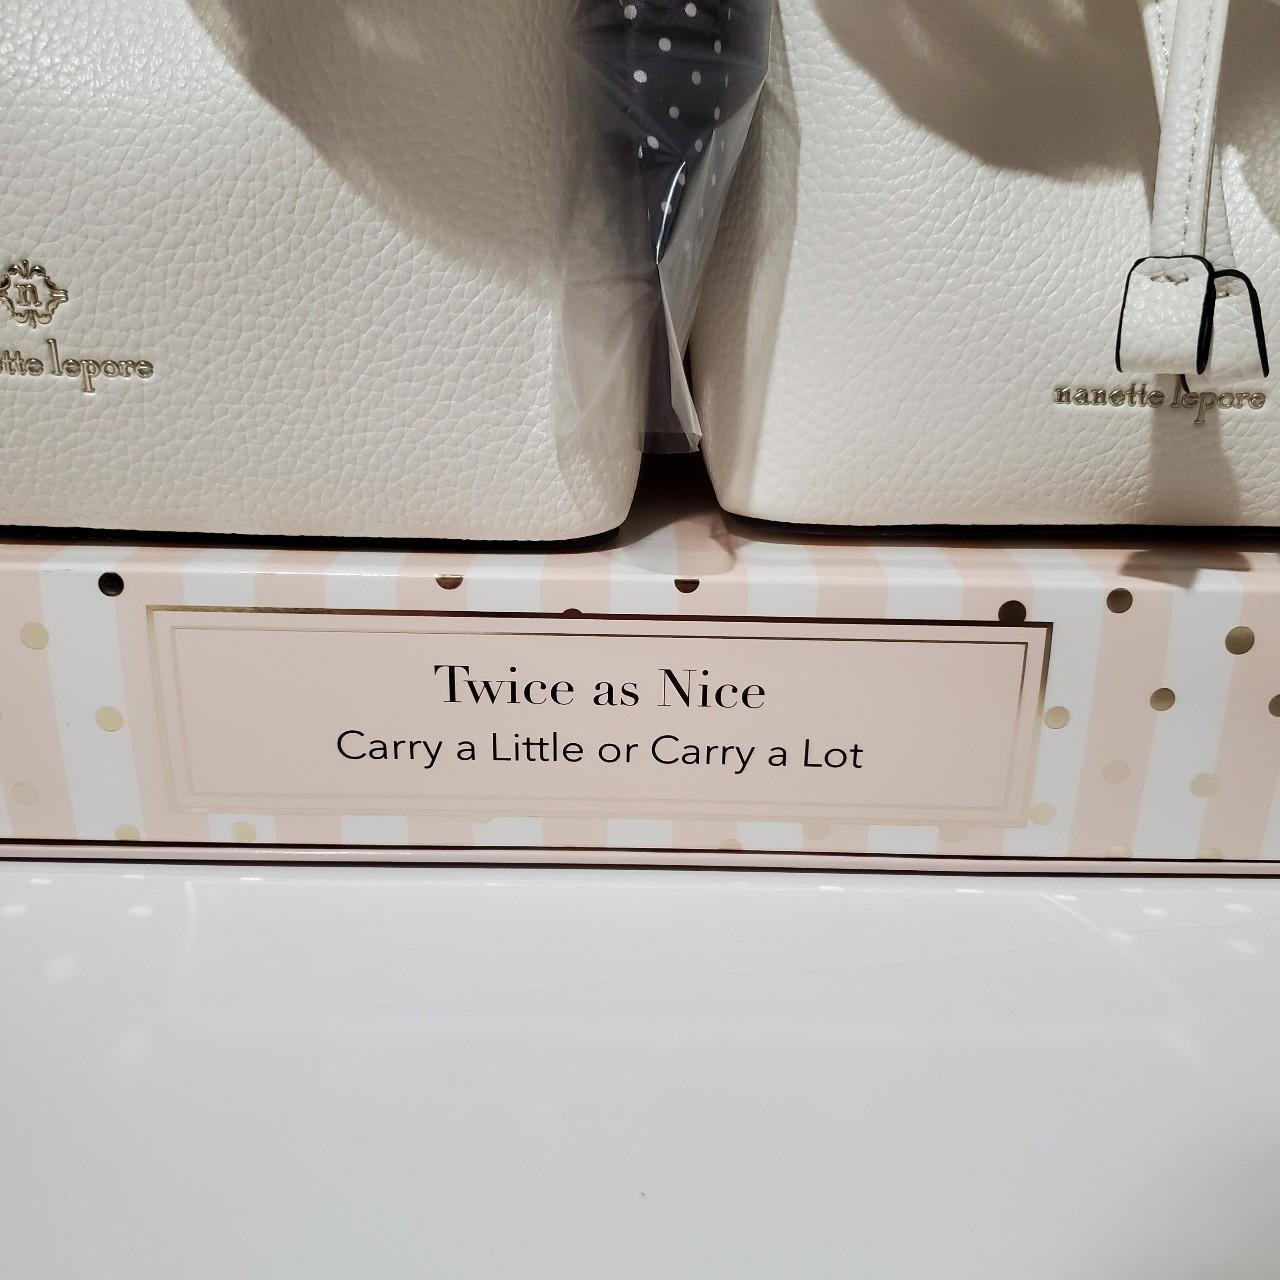 n
tte lepore
nanette lepore
Twice as Nice
Carry a Little or Carry a Lot